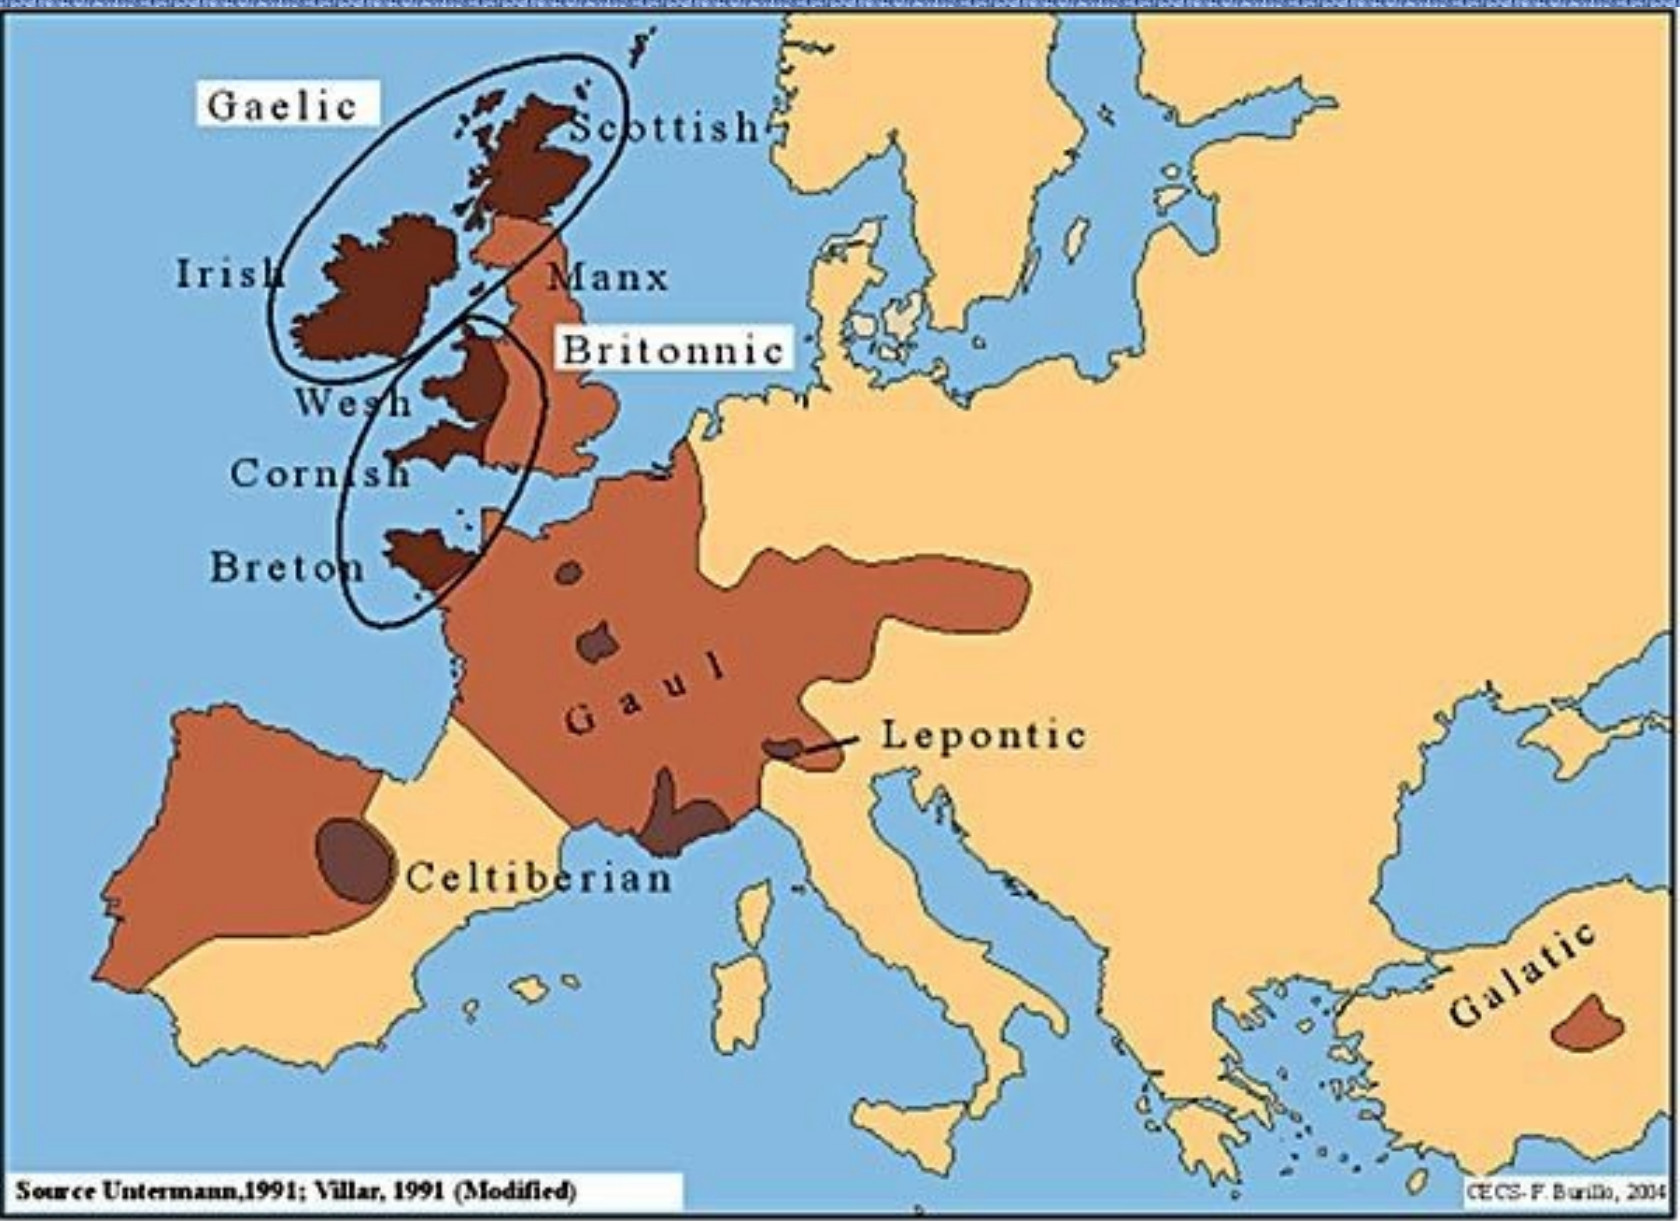 Gaelic
Scottish
Irish
Manx
Britonnic
Wesh
Cornish
Breton
Gaul
Lepontic
Celtiberian
Galatic
Source Untermann,1991; Villar, 1991 (Modified)
CECS- F. Burillo, 2004